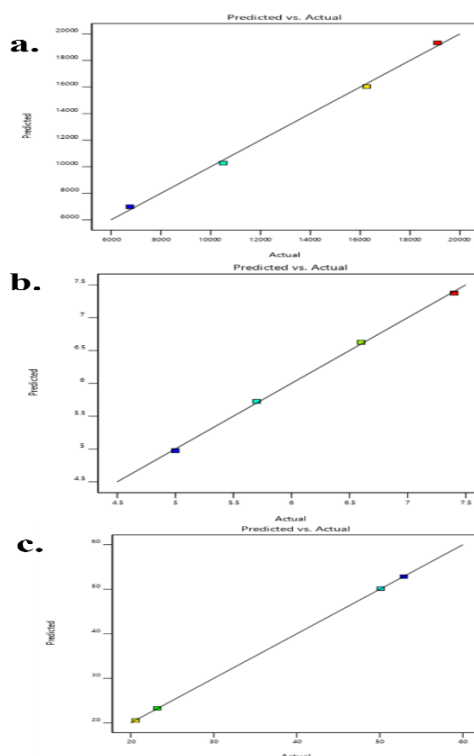 Predicted vs. Actual
a.
20000
18000
16000
14000
12000
10000
8000
6000
Predicted
6000 8000 10000 12000 14000 16000 18000 20000
Actual
Predicted vs. Actual
b.
7.5
7
6.5
6
5.5
5
4.5
Predicted
4.5 5 5.5 6 6.5 7 7.5
Actual
Predicted vs. Actual
c.
60
50
40
30
20
Predicted
20 30 40 50 60
Actual